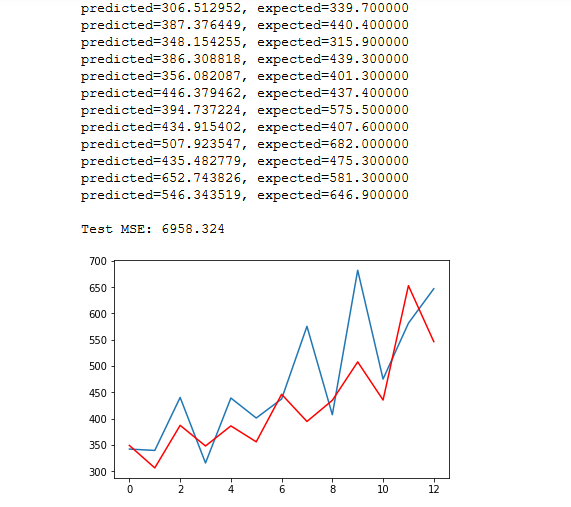 predicted=306.512952, expected=339.700000
predicted=387.376449, expected=440.400000
predicted=348.154255, expected=315.900000
predicted=386.308818, expected=439.300000
predicted=356.082087, expected=401.300000
predicted=446.379462, expected=437.400000
predicted=394.737224, expected=575.500000
predicted=434.915402, expected=407.600000
predicted=507.923547, expected=682.000000
predicted=435.482779, expected=475.300000
predicted=652.743826, expected=581.300000
predicted=546.343519, expected=646.900000
Test MSE: 6958.324
700
650
600
550
500
450
400
350
300
0 2 4 6 8 10 12